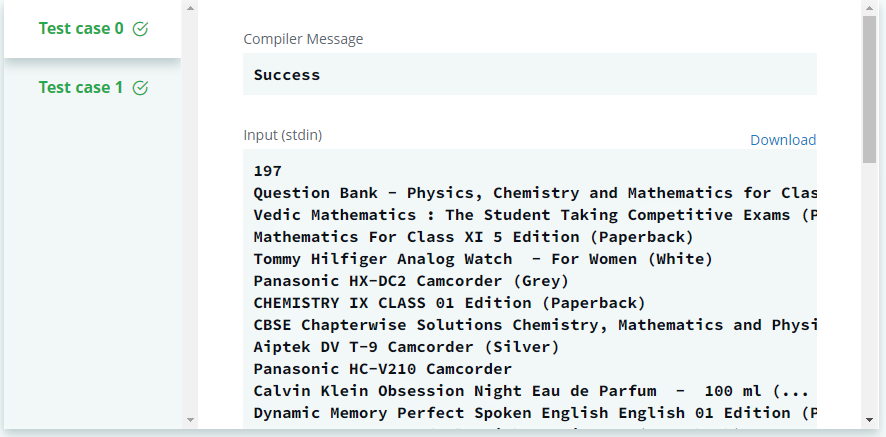 Test case 0
Test case 1
Compiler Message
Success
Input (stdin)
Download
197
Question Bank - Physics, Chemistry and Mathematics for Clas
Vedic Mathematics : The Student Taking Competitive Exams (P
Mathematics For Class XI 5 Edition (Paperback)
Tommy Hilfiger Analog Watch  - For Women (White)
Panasonic HX-DC2 Camcorder (Grey)
CHEMISTRY IX CLASS 01 Edition (Paperback)
CBSE Chapterwise Solutions Chemistry, Mathematics and Physi
Aiptek DV T-9 Camcorder (Silver)
Panasonic HC-V210 Camcorder
Calvin Klein Obsession Night Eau de Parfum  -  100 ml (...
Dynamic Memory Perfect Spoken English English 01 Edition (P